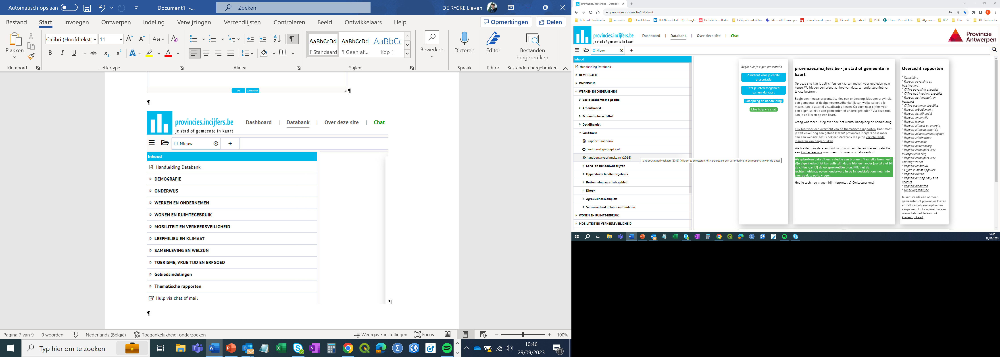 Automatisch opslaan
Document1 -...
Zoeken
DE RYCKE Lieven
Bestand
Start
Invoegen
Ontwerpen
Indeling
Verwijzingen
Verzendlijsten
Controleren
Beeld
Ontwikkelaars
Help
Opmerkingen
Delen
Plakken
Klembord
Calibri (Hoofdtekst)
11
Lettertype
Alinea
AaBbCcDd
¶ Standaard
AaBbCcDd
¶ Geen af...
AaBbCc
Kop 1
Stijlen
Bewerken
Dicteren
Spraak
Editor
Editor
Bestanden
hergebruiken
Bestanden hergebruiken
Ok
Annuleren
¶
¶
provincies.incijfers.be
je stad of gemeente in kaart
Dashboard | Databank | Over deze site | Chat
Nieuw
+
Inhoud
Handleiding Databank
DEMOGRAFIE
ONDERWIJS
WERKEN EN ONDERNEMEN
WONEN EN RUIMTEGEBRUIK
MOBILITEIT EN VERKEERSVEILIGHEID
LEEFMILIEU EN KLIMAAT
SAMENLEVING EN WELZIJN
TOERISME, VRIJE TIJD EN ERFGOED
Gebiedsindelingen
Thematische rapporten
Hulp via chat of mail
¶
¶
Pagina 7 van 9
0 woorden
Nederlands (België)
Toegankelijkheid: onderzoeken
Weergave-instellingen
Focus
100%
Typ hier om te zoeken
10:46
29/09/2023
11
provincies.incijfers.be - Databan
provincies.incijfers.be/databank
Beheerde bookmarks
accounts
Telenet: Inbox
Het Nieuwsblad
Google
Herbeluister - Radi...
Geïmporteerd uit In...
Microsoft Teams - p...
extranet van de pro...
Klimaat
arbeid
PinC
Home - Provant Int...
Algemeen
KSZ
Kbo
»
Alle bookmarks
provincies.incijfers.be
je stad of gemeente in kaart
Dashboard | Databank | Over deze site | Chat
Provincie
Antwerpen
Nieuw
+
Inhoud
Handleiding Databank
DEMOGRAFIE
ONDERWIJS
WERKEN EN ONDERNEMEN
Socio-economische positie
Arbeidsmarkt
Economische activiteit
Detailhandel
Landbouw
Rapport landbouw
landbouwtyperingskaart
landbouwtyperingskaart (2016)
Land- en tuinbouwbedrijven
Oppervlakte landbouwgebruik
Bestemming agrarisch gebied
Dieren
AgroBusinessComplex
Seizoenarbeid in land- en tuinbouw
WONEN EN RUIMTEGEBRUIK
MOBILITEIT EN VERKEERSVEILIGHEID
landbouwtyperingskaart (2016) (klik om te selecteren, dit veroorzaakt een verandering in de presentatie van de data)
Begin hier je eigen presentatie
Assistent voor je eerste
presentatie
Stel je interessegebied
samen via kaart
Raadpleeg de handleiding
Live hulp via chat
provincies.incijfers.be - je stad of gemeente in
kaart
Op deze site kan je zelf cijfers en kaarten maken voor gebieden naar
keuze. We bieden een breed aanbod van data, ter ondersteuning van
lokale besturen.
Begin een nieuwe presentatie, kies een onderwerp, kies een provincie,
een gemeente of deelgemeente. Afhankelijk van welke selectie je
maakt, kan je allerlei visualisaties kiezen. Op zoek naar cijfers voor
een eigen selectie aan gemeenten of andere gebieden? Via deze tool
kan je ze kiezen op een kaart.
Graag wat meer uitleg over hoe het werkt? Raadpleeg de handleiding.
Klik hier voor een overzicht van de thematische rapporten. Daar moet
je zelf enkel nog een gebied kiezen! provincies.incijfers.be is meer
dan een website, het is ook een databank die je op verschillende
manieren kan hergebruiken.
We breiden ons data-aanbod continu uit, en bieden hier een selectie
aan. Contacteer ons voor meer info over ons data-aanbod.
We gebruiken data uit een selectie aan bronnen. Maar elke bron heeft
zijn eigenheden. Het kan zelfs zijn dat je hier een ander jaartal ziet bij
de cijfers dan bij de oorspronkelijke bron. Klik met de
rechtermuisknop op een onderwerp in de inhoudstafel om meer info
over de data op te vragen.
Heb je toch nog vragen bij interpretatie? Contacteer ons!
Overzicht rapporten
* Kerncijfers
* Rapport bevolking en
huishoudens
* Cijfers bevolking opgelijst
* Cijfers huishoudens opgelijst
* Rapport nationaliteit en
herkomst
* Cijfers economie opgelijst
* Rapport arbeidsmarkt
* Rapport detailhandel
* Rapport onderwijs
* Rapport wonen
* Rapport klimaat en energie
* Rapport klimaatscenario's
* Rapport adaptatiemaatregelen
* Rapport criminaliteit
* Rapport armoede
* Rapport ouderenzorg
* Rapport kerncijfers voor
buurtgerichte zorg
* Rapport kerncijfers voor
eerstelijnszones
* Rapport landbouw
* Cijfers klimaat opgelijst
* Rapport ruimte
* Rapport opvang baby's en
peuters
* Rapport mobiliteit
* Omgevingsanalyse
Je kan steeds één of meer
gemeenten of provincies kiezen
en zelf vergelijkingsgebieden
aanpassen. Links openen in een
nieuw tabblad. Je kan ook
kiezen op kaart.
10:46
29/09/2023